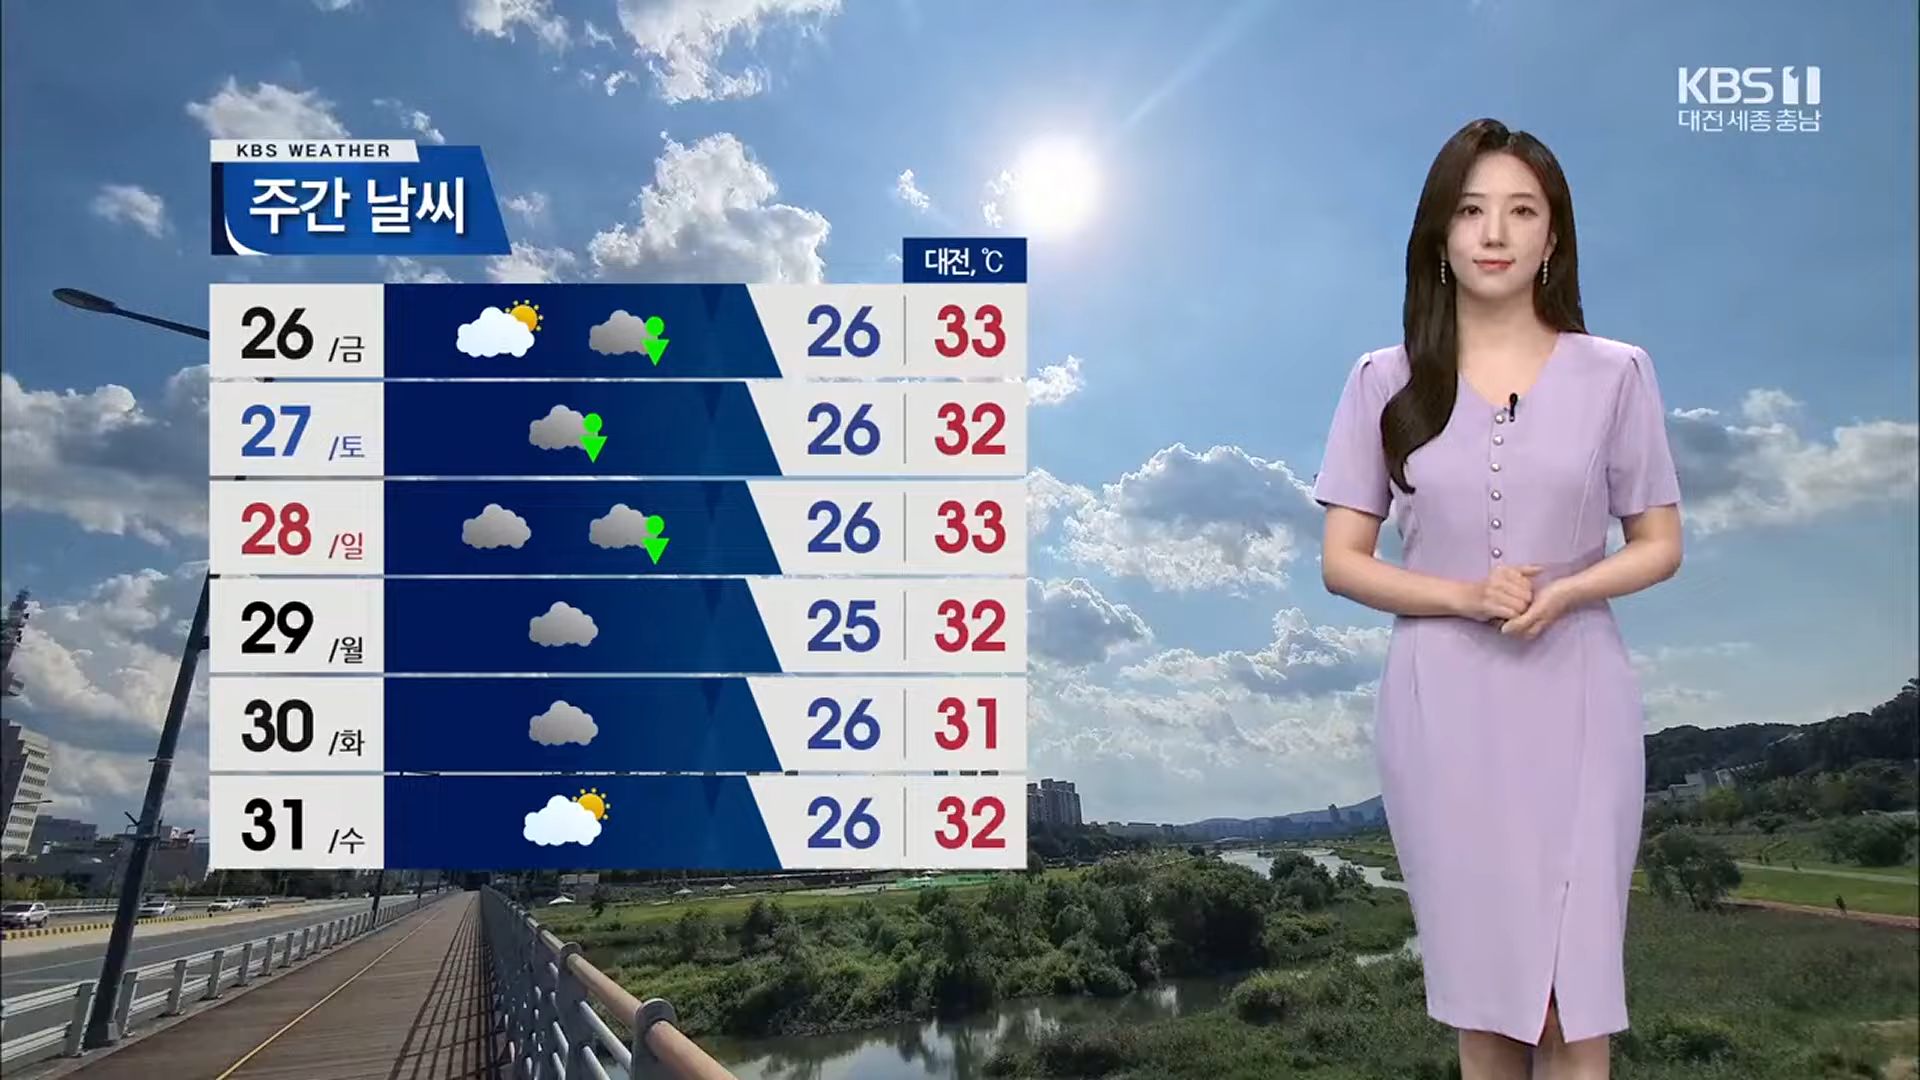 KBS 1
대전 세종 충남
KBS WEATHER
주간 날씨
대전, ℃
26 /금 26 33
27 /토 26 32
28 /일 26 33
29 /월 25 32
30 /화 26 31
31 /수 26 32